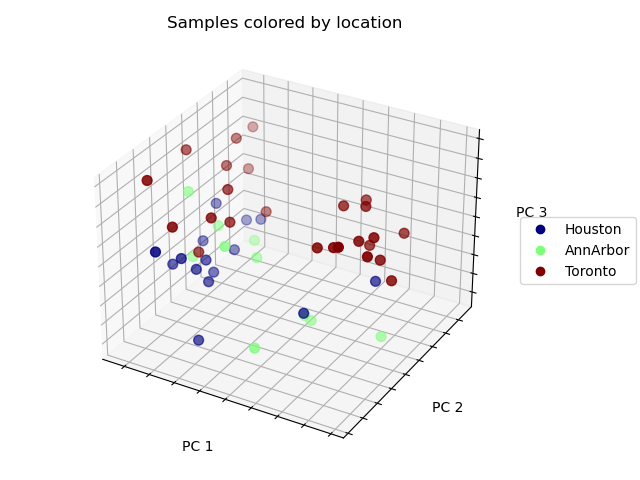 Samples colored by location
PC 3
Houston
AnnArbor
Toronto
PC 2
PC 1